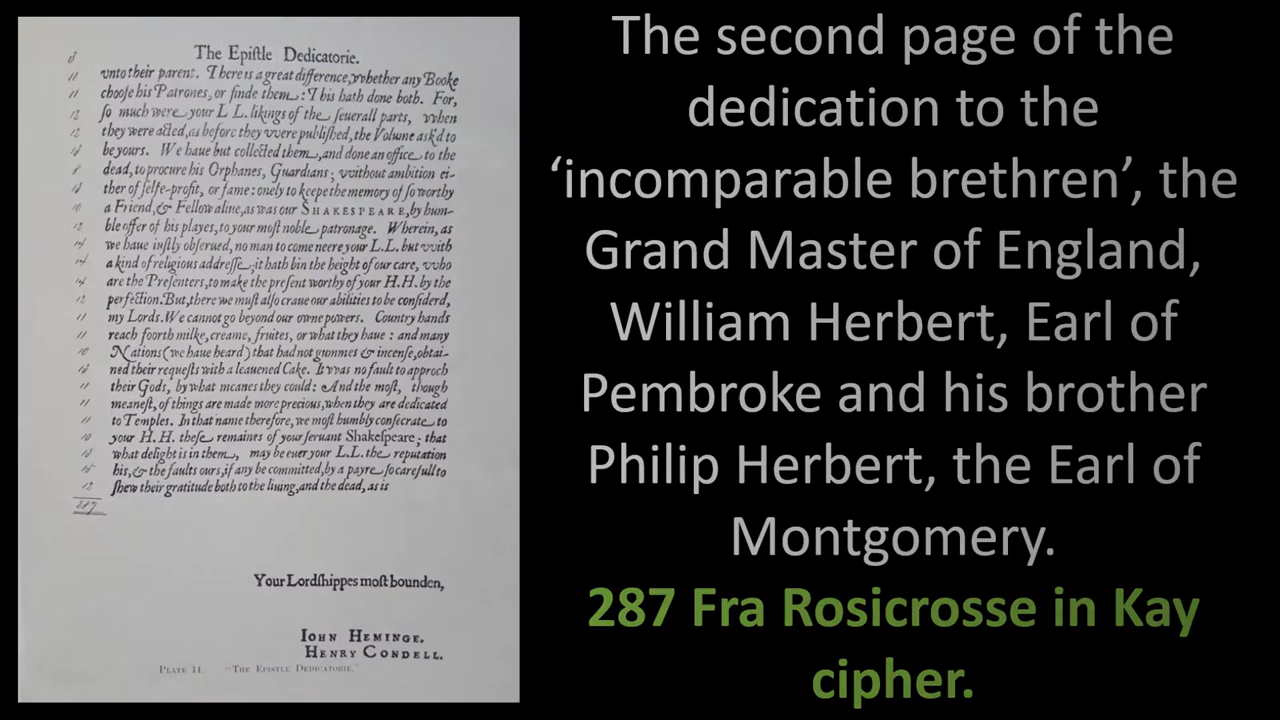 The Epistle Dedicatorie.
vnto their parent. There is a great difference, vvhether any Booke
choose his Patrones, or finde them: This hath done both. For,
so much were your L L. likings of the seuerall parts, vvhen
they were acted, as before they vvere published, the Volume ask'd to
be yours. We haue but collected them, and done an office to the
dead, to procure his Orphanes, Guardians; vvithout ambition ei-
ther of selfe-profit, or fame: onely to keepe the memory of so worthy
a Friend, & Fellow aliue, as was our SHAKESPEARE, by hum-
ble offer of his playes, to your most noble patronage. Wherein, as
we haue iustly obserued, no man to come neere your L.L. but vvith
a kind of religious addresse; it hath bin the height of our care, vvho
are the Presenters, to make the present worthy of your H.H. by the
perfection. But, there we must also craue our abilities to be considerd,
my Lords. We cannot go beyond our owne powers. Country hands
reach foorth milke, creame, fruites, or what they haue: and many
Nations (we haue heard) that had not gummes & incense, obtai-
ned their requests with a leauened Cake. It was no fault to approch
their Gods, by what meanes they could: And the most, though
meanest, of things are made more precious, when they are dedicated
to Temples. In that name therefore, we most humbly consecrate to
your H.H. these remaines of your seruant Shakespeare; that
what delight is in them, may be euer your L.L. the reputation
his, & the faults ours, if any be committed, by a payre so carefull to
shew their gratitude both to the liuing, and the dead, as is
287
Your Lordshippes most bounden,
IOHN HEMINGE.
HENRY CONDELL.
PLATE II. "THE EPISTLE DEDICATORIE."
The second page of the
dedication to the
‘incomparable brethren’, the
Grand Master of England,
William Herbert, Earl of
Pembroke and his brother
Philip Herbert, the Earl of
Montgomery.
287 Fra Rosicrosse in Kay
cipher.